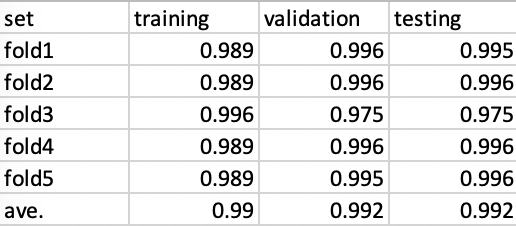 set training validation testing
fold1 0.989 0.996 0.995
fold2 0.989 0.996 0.996
fold3 0.996 0.975 0.975
fold4 0.989 0.996 0.996
fold5 0.989 0.995 0.996
ave. 0.99 0.992 0.992